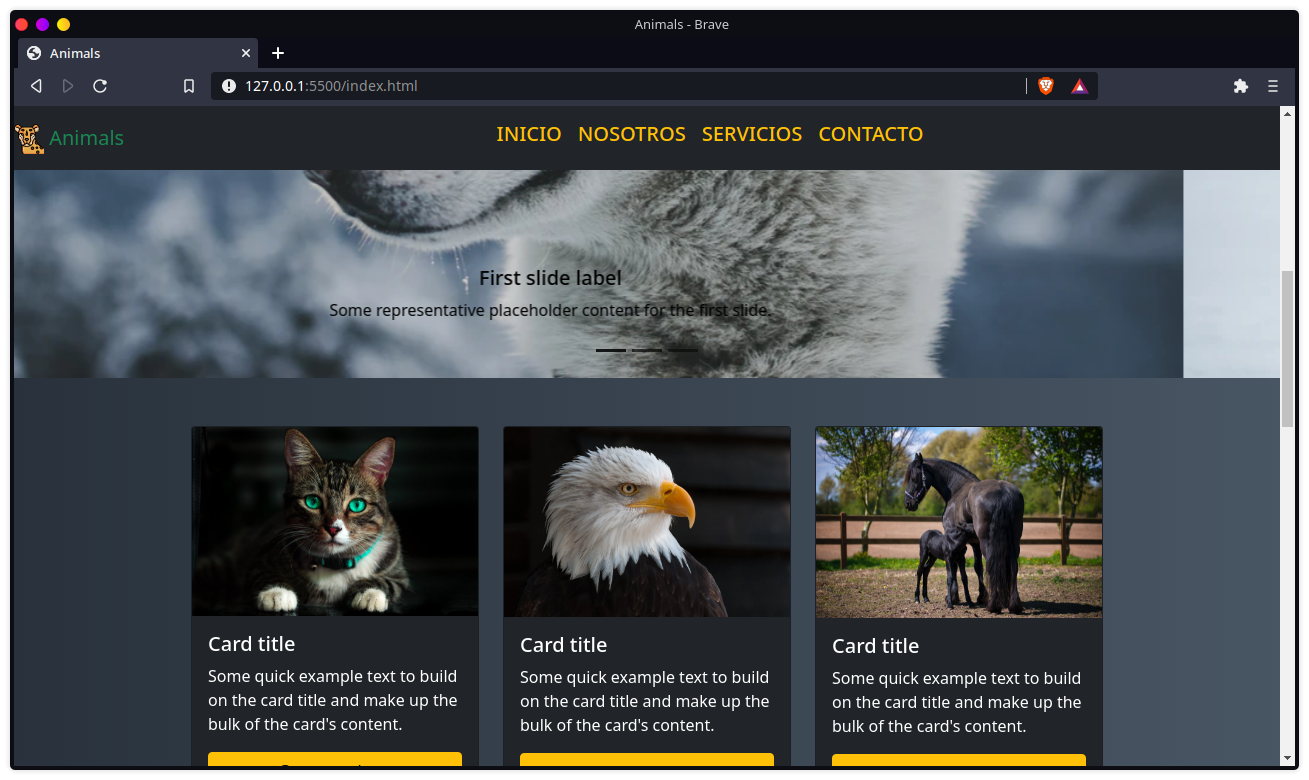 Animals - Brave
Animals
127.0.0.1:5500/index.html
Animals
INICIO NOSOTROS SERVICIOS CONTACTO
First slide label
Some representative placeholder content for the first slide.
Card title
Some quick example text to build
on the card title and make up the
bulk of the card's content.
Card title
Some quick example text to build
on the card title and make up the
bulk of the card's content.
Card title
Some quick example text to build
on the card title and make up the
bulk of the card's content.